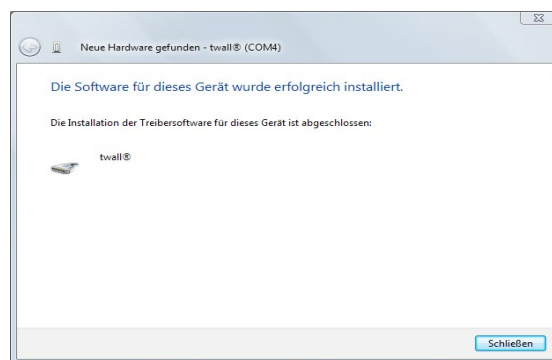 Neue Hardware gefunden - twall® (COM4)
Die Software für dieses Gerät wurde erfolgreich installiert.
Die Installation der Treibersoftware für dieses Gerät ist abgeschlossen:
twall®
Schließen